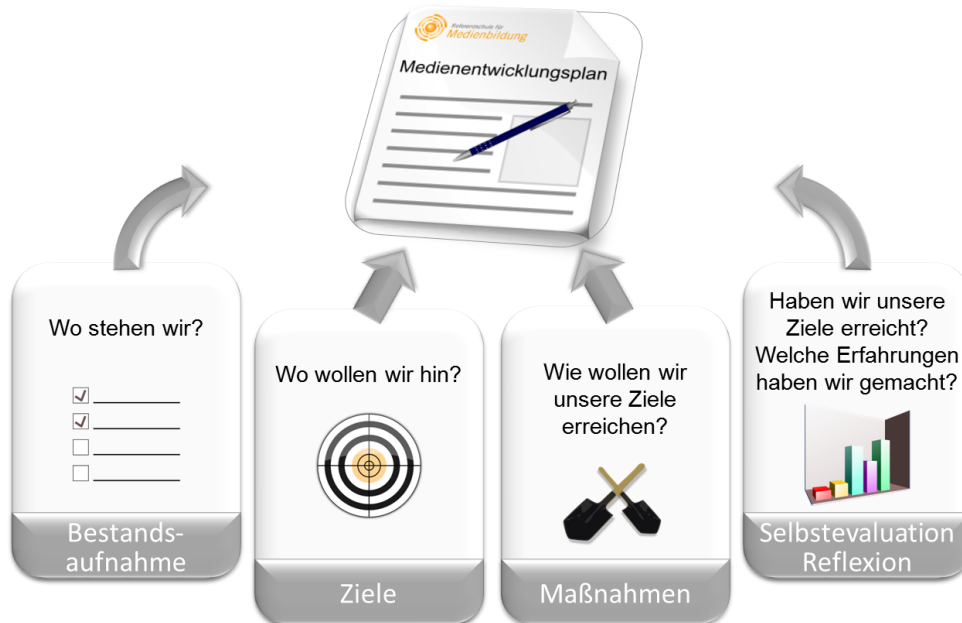 Referenzschule für
Medienbildung
Medienentwicklungsplan
Wo stehen wir?
Bestands-
aufnahme
Wo wollen wir hin?
Ziele
Wie wollen wir
unsere Ziele
erreichen?
Maßnahmen
Haben wir unsere
Ziele erreicht?
Welche Erfahrungen
haben wir gemacht?
Selbstevaluation
Reflexion